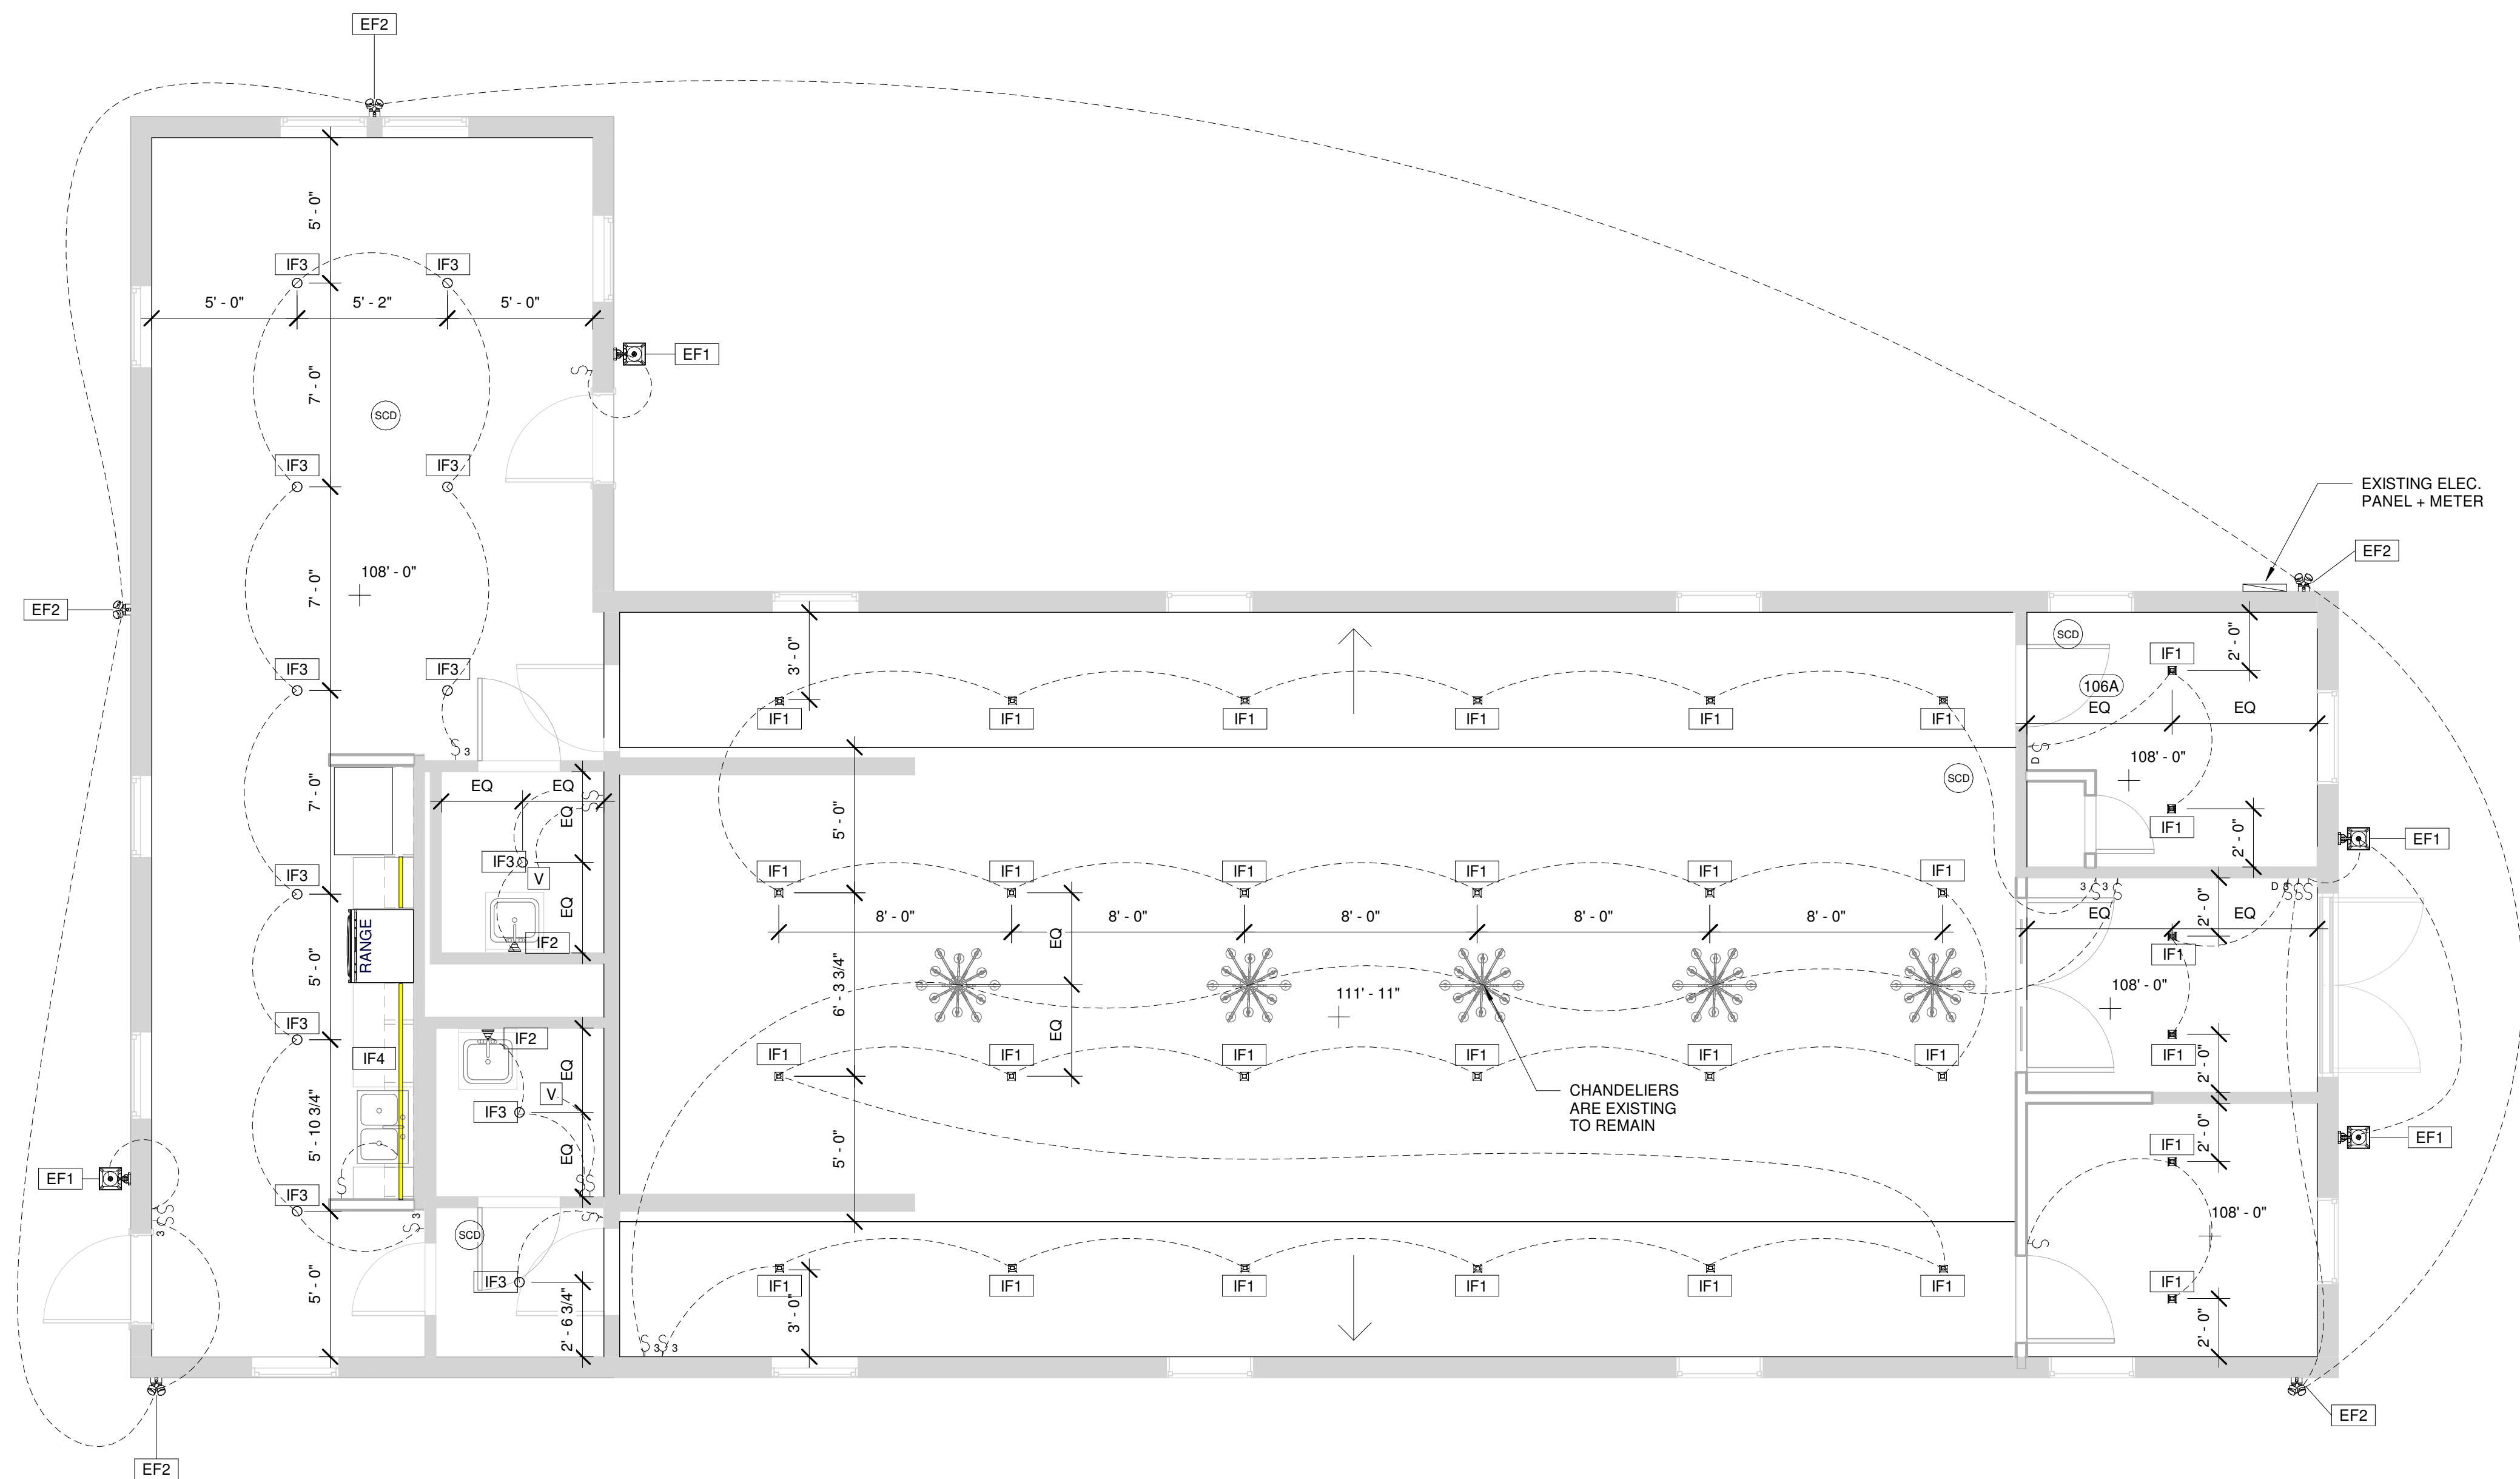 EF2
IF3 IF3
5' - 0"
5' - 0" 5' - 2" 5' - 0"
EF1
S
7' - 0"
SCD
IF3 IF3
EXISTING ELEC.
PANEL + METER
EF2
108' - 0"
7' - 0"
EF2
3' - 0"
SCD
IF1
2' - 0"
IF3 IF3
106A
IF1 IF1 IF1 IF1 IF1 IF1
EQ EQ
S 3
D S
108' - 0"
7' - 0"
EQ EQ
EQ
S
S
SCD
5' - 0"
IF1
2' - 0"
EF1
IF3
V
IF3
EQ
IF1 IF1 IF1 IF1 IF1 IF1
3 S 3 S
D 3 S S S
EQ EQ
2' - 0"
8' - 0" 8' - 0" 8' - 0" 8' - 0" 8' - 0"
EQ
RANGE
IF2
IF1
5' - 0"
6' - 3 3/4"
111' - 11"
108' - 0"
IF3
IF2
EQ
IF4
IF1 IF1 IF1 IF1 IF1 IF1
IF1
2' - 0"
EQ
V
IF3
CHANDELIERS
ARE EXISTING
TO REMAIN
5' - 10 3/4"
EQ
5' - 0"
2' - 0"
IF1
EF1
EF1
S
S S
IF3
108' - 0"
S
S
3
S 3
SCD
S
S
IF3
IF1 IF1 IF1 IF1 IF1 IF1
IF1
5' - 0"
2' - 6 3/4"
3' - 0"
2' - 0"
S 3 S 3
EF2
EF2